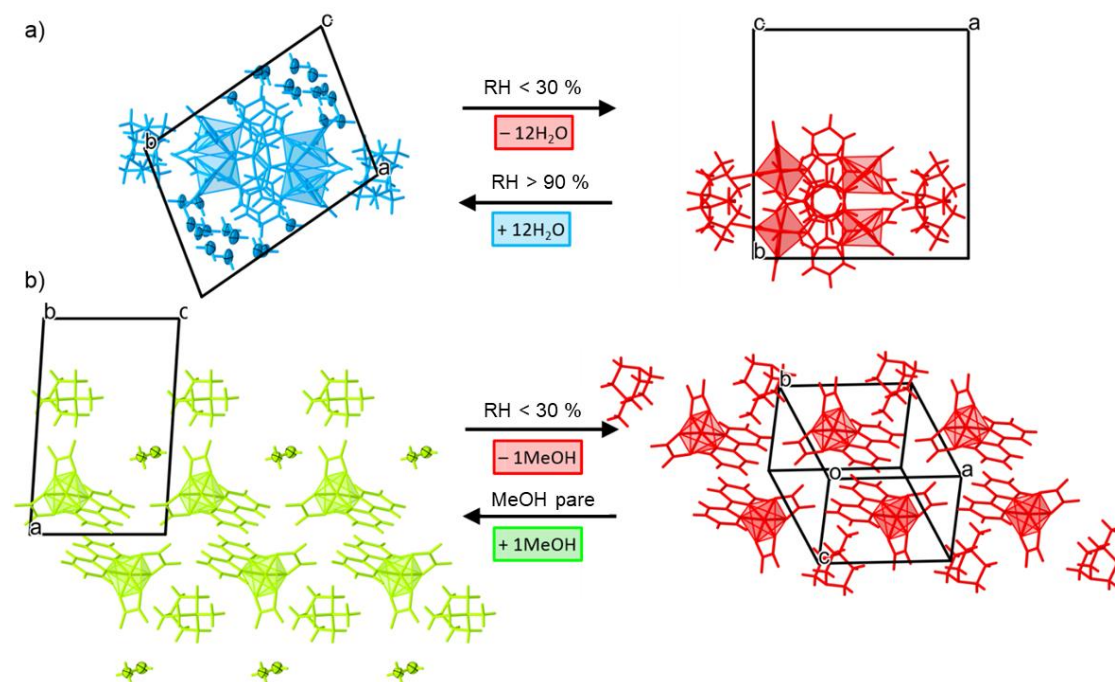 a)
c
b
a
RH < 30 %
– 12H₂O
RH > 90 %
+ 12H₂O
c
a
b
b)
b
c
a
RH < 30 %
– 1MeOH
MeOH pare
+ 1MeOH
b
o
a
c